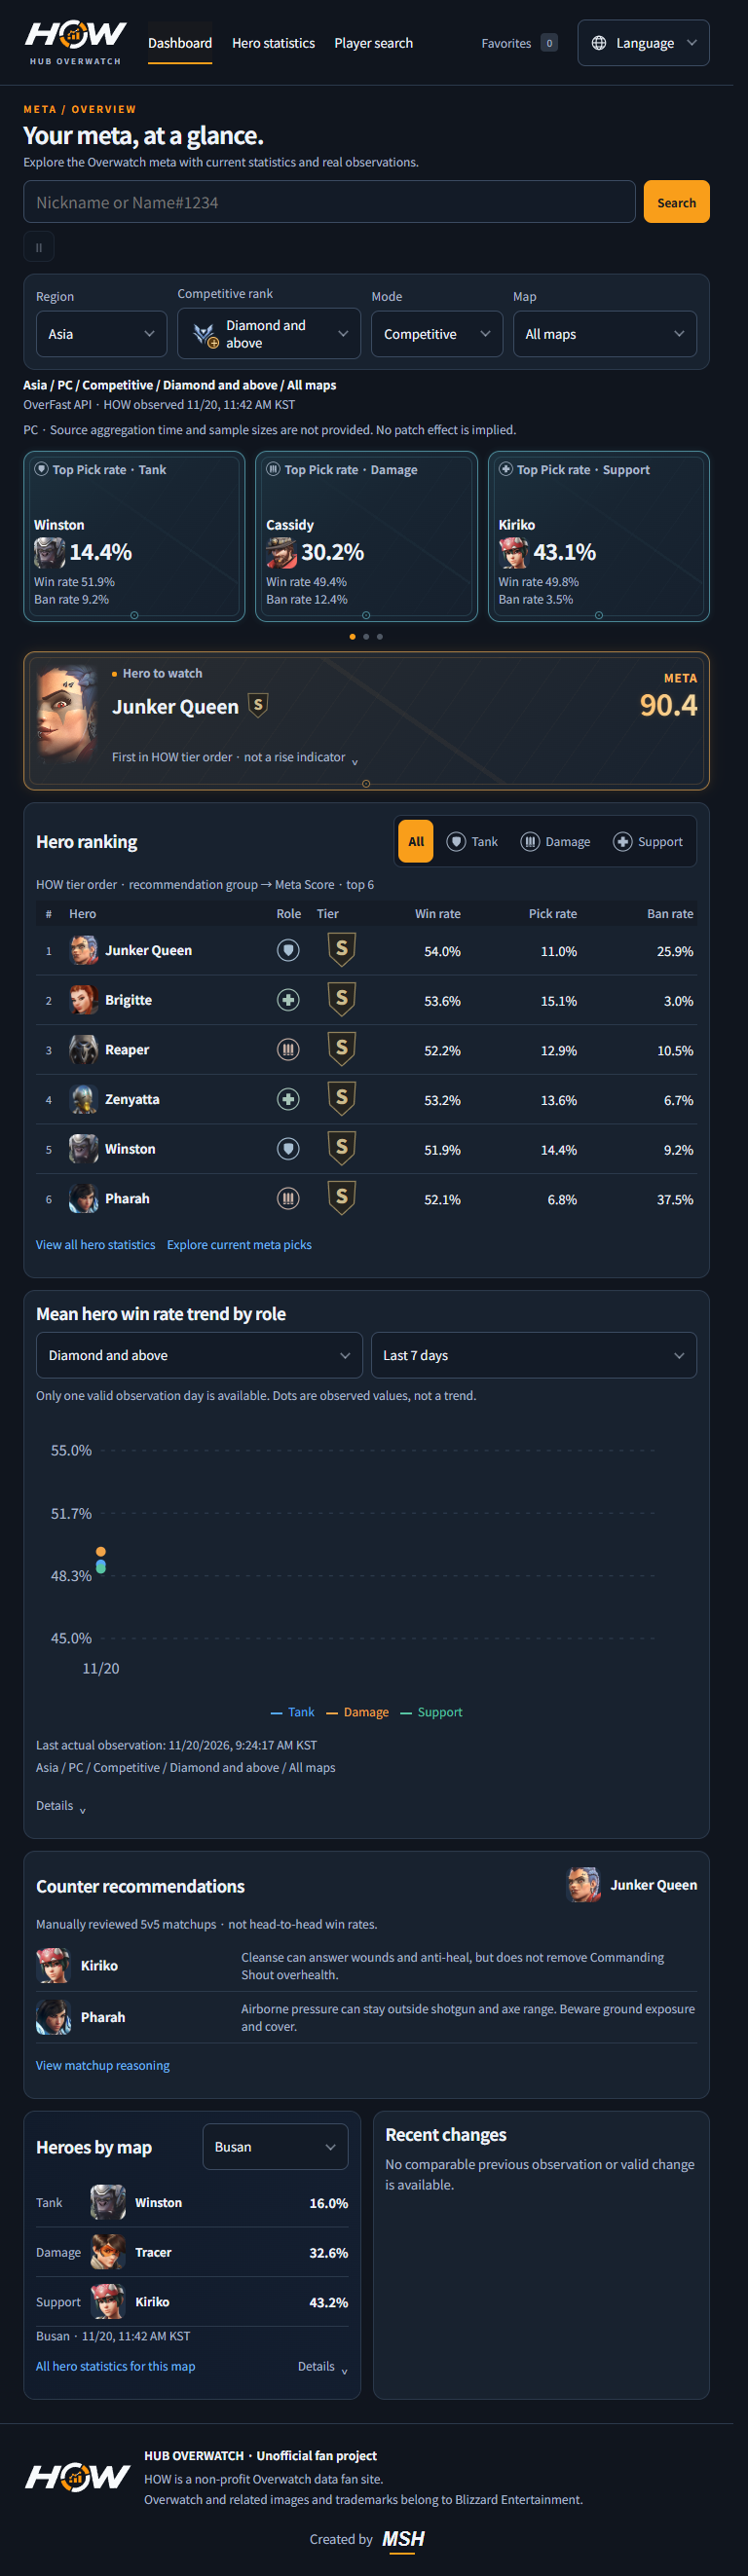 HOW
HUB OVERWATCH
Dashboard Hero statistics Player search Favorites 0 Language
META / OVERVIEW
Your meta, at a glance.
Explore the Overwatch meta with current statistics and real observations.
Nickname or Name#1234 Search
Region Competitive rank Mode Map
Asia Diamond and above Competitive All maps
Asia / PC / Competitive / Diamond and above / All maps
OverFast API · HOW observed 11/20, 11:42 AM KST
PC · Source aggregation time and sample sizes are not provided. No patch effect is implied.
Top Pick rate · Tank
Winston
14.4%
Win rate 51.9%
Ban rate 9.2%
Top Pick rate · Damage
Cassidy
30.2%
Win rate 49.4%
Ban rate 12.4%
Top Pick rate · Support
Kiriko
43.1%
Win rate 49.8%
Ban rate 3.5%
Hero to watch
Junker Queen S
META
90.4
First in HOW tier order · not a rise indicator
Hero ranking
All Tank Damage Support
HOW tier order · recommendation group → Meta Score · top 6
# Hero Role Tier Win rate Pick rate Ban rate
1 Junker Queen S 54.0% 11.0% 25.9%
2 Brigitte S 53.6% 15.1% 3.0%
3 Reaper S 52.2% 12.9% 10.5%
4 Zenyatta S 53.2% 13.6% 6.7%
5 Winston S 51.9% 14.4% 9.2%
6 Pharah S 52.1% 6.8% 37.5%
View all hero statistics Explore current meta picks
Mean hero win rate trend by role
Diamond and above Last 7 days
Only one valid observation day is available. Dots are observed values, not a trend.
55.0%
51.7%
48.3%
45.0%
11/20
Tank Damage Support
Last actual observation: 11/20/2026, 9:24:17 AM KST
Asia / PC / Competitive / Diamond and above / All maps
Details
Counter recommendations Junker Queen
Manually reviewed 5v5 matchups · not head-to-head win rates.
Kiriko
Cleanse can answer wounds and anti-heal, but does not remove Commanding
Shout overhealth.
Pharah
Airborne pressure can stay outside shotgun and axe range. Beware ground exposure
and cover.
View matchup reasoning
Heroes by map Busan
Tank Winston 16.0%
Damage Tracer 32.6%
Support Kiriko 43.2%
Busan · 11/20, 11:42 AM KST
All hero statistics for this map Details
Recent changes
No comparable previous observation or valid change
is available.
HOW
HUB OVERWATCH · Unofficial fan project
HOW is a non-profit Overwatch data fan site.
Overwatch and related images and trademarks belong to Blizzard Entertainment.
Created by MSH